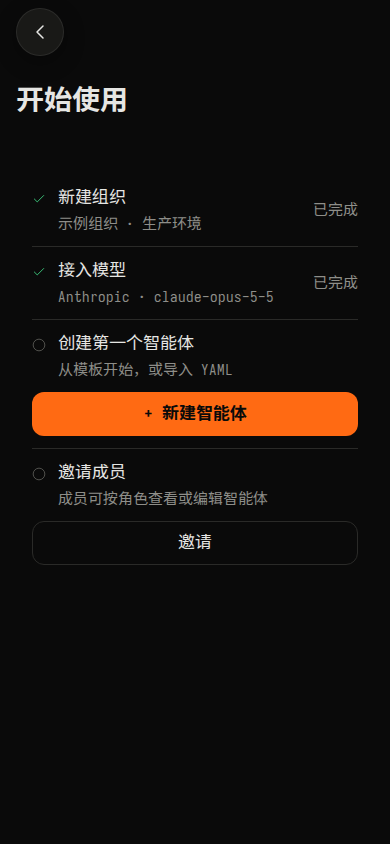 开始使用
新建组织
示例组织 · 生产环境
已完成
接入模型
Anthropic · claude-opus-5-5
已完成
创建第一个智能体
从模板开始，或导入 YAML
+ 新建智能体
邀请成员
成员可按角色查看或编辑智能体
邀请